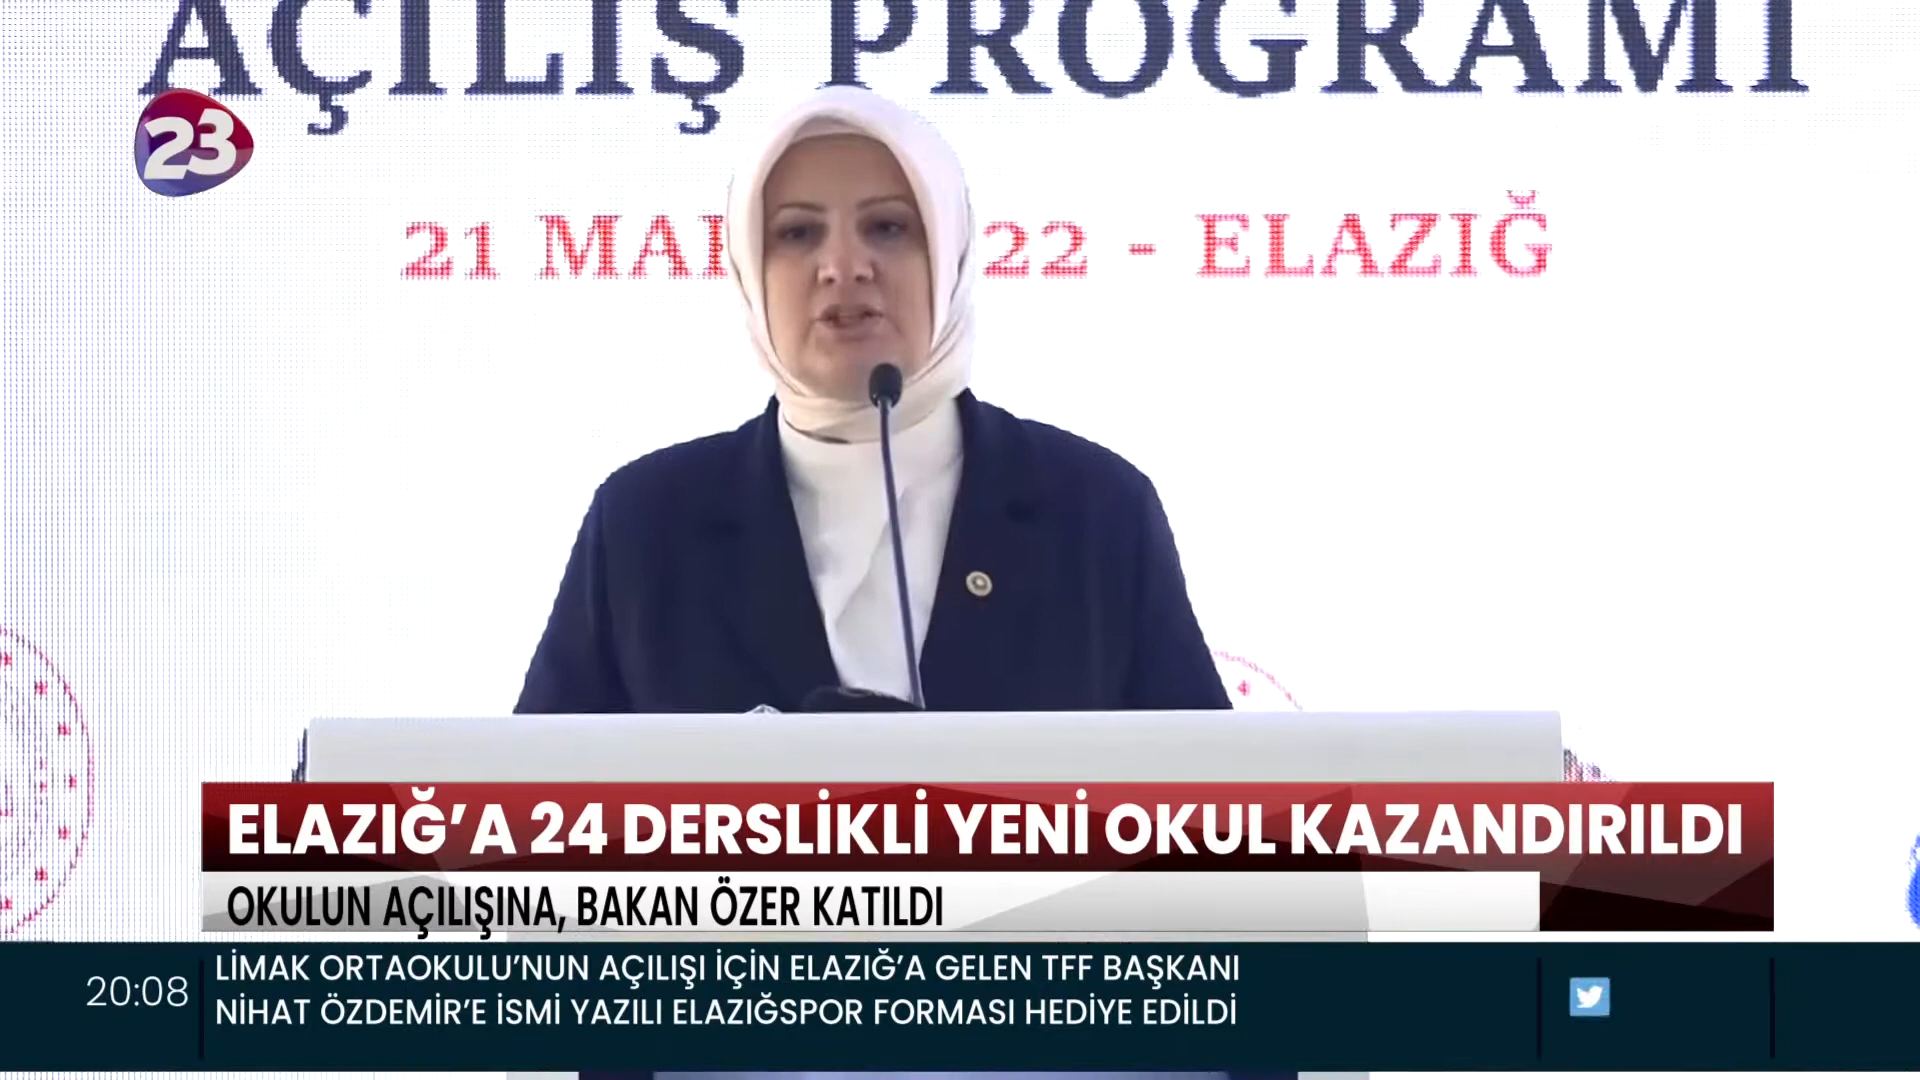 AÇILIŞ PROGRAMI
23
21 MA 22 - ELAZIĞ
ELAZIĞ’A 24 DERSLİKLİ YENİ OKUL KAZANDIRILDI
OKULUN AÇILIŞINA, BAKAN ÖZER KATILDI
20:08
LİMAK ORTAOKULU’NUN AÇILIŞI İÇİN ELAZIĞ’A GELEN TFF BAŞKANI
NİHAT ÖZDEMİR’E İSMİ YAZILI ELAZIĞSPOR FORMASI HEDİYE EDİLDİ